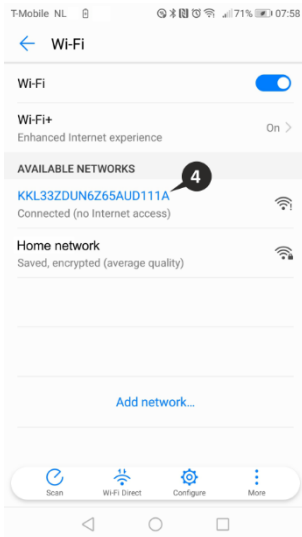 T-Mobile NL 71% 07:58
Wi-Fi
Wi-Fi
Wi-Fi+
Enhanced Internet experience
On
AVAILABLE NETWORKS
4
KKL33ZDUN6Z65AUD111A
Connected (no Internet access)
Home network
Saved, encrypted (average quality)
Add network...
Scan Wi-Fi Direct Configure More